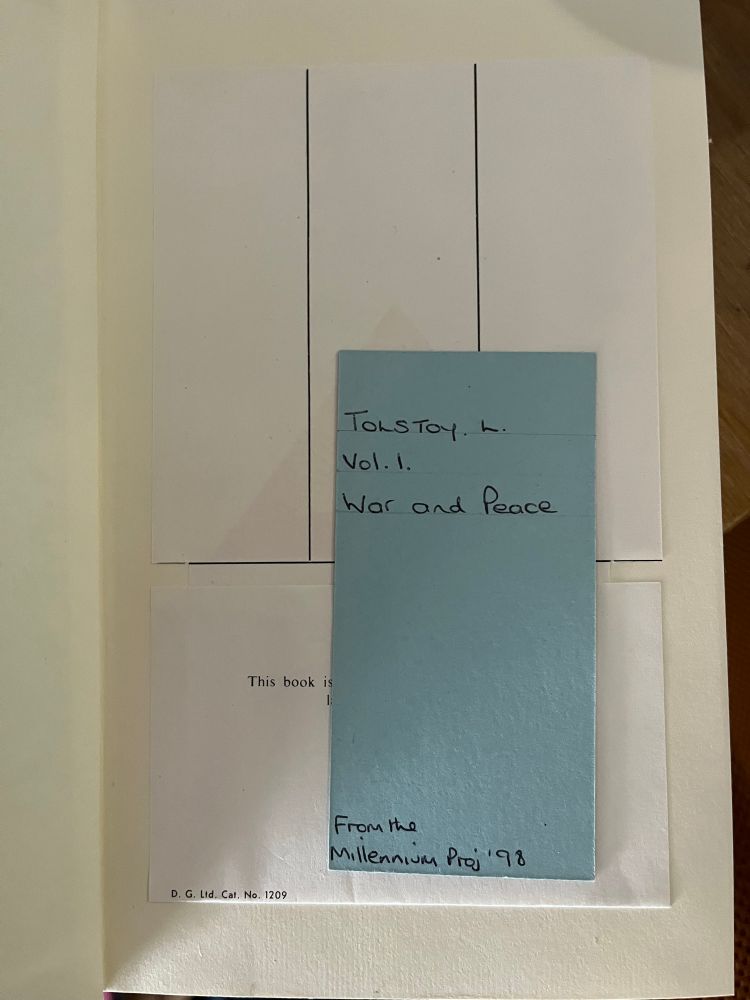 TOLSTOY. L.
Vol. 1.
War and Peace
This book is
From the
Millennium Proj '98
D. G. Ltd. Cat. No. 1209